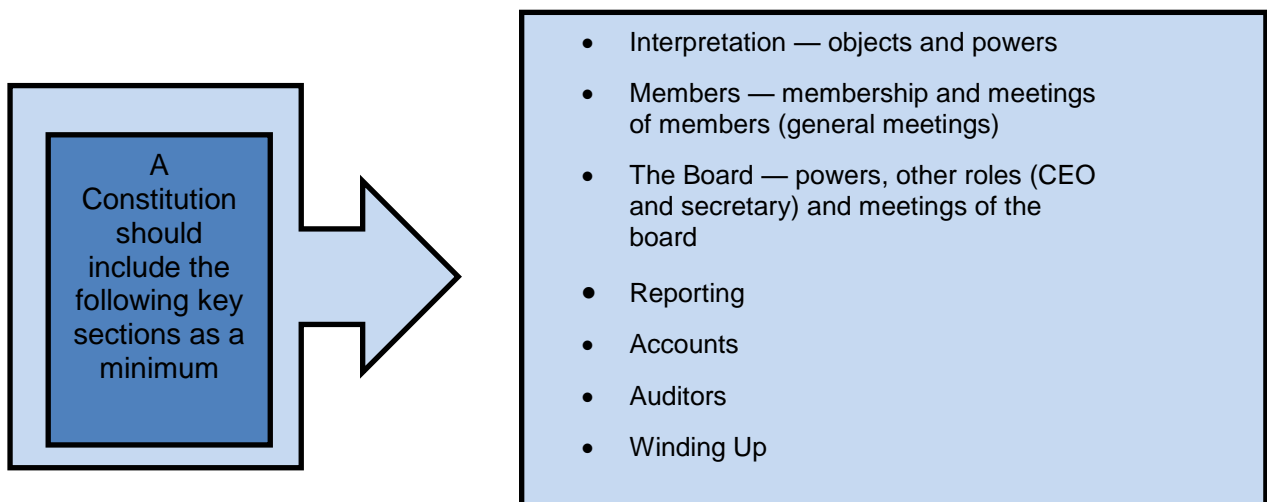 A
Constitution
should
include the
following key
sections as a
minimum
• Interpretation — objects and powers
• Members — membership and meetings
of members (general meetings)
• The Board — powers, other roles (CEO
and secretary) and meetings of the
board
• Reporting
• Accounts
• Auditors
• Winding Up